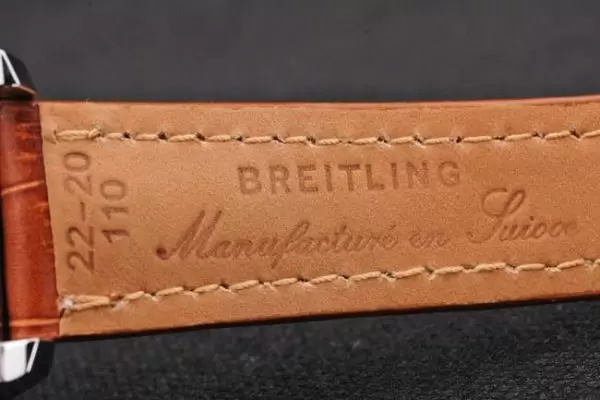 BREITLING
Manufacturé en Suisse
22-20
110